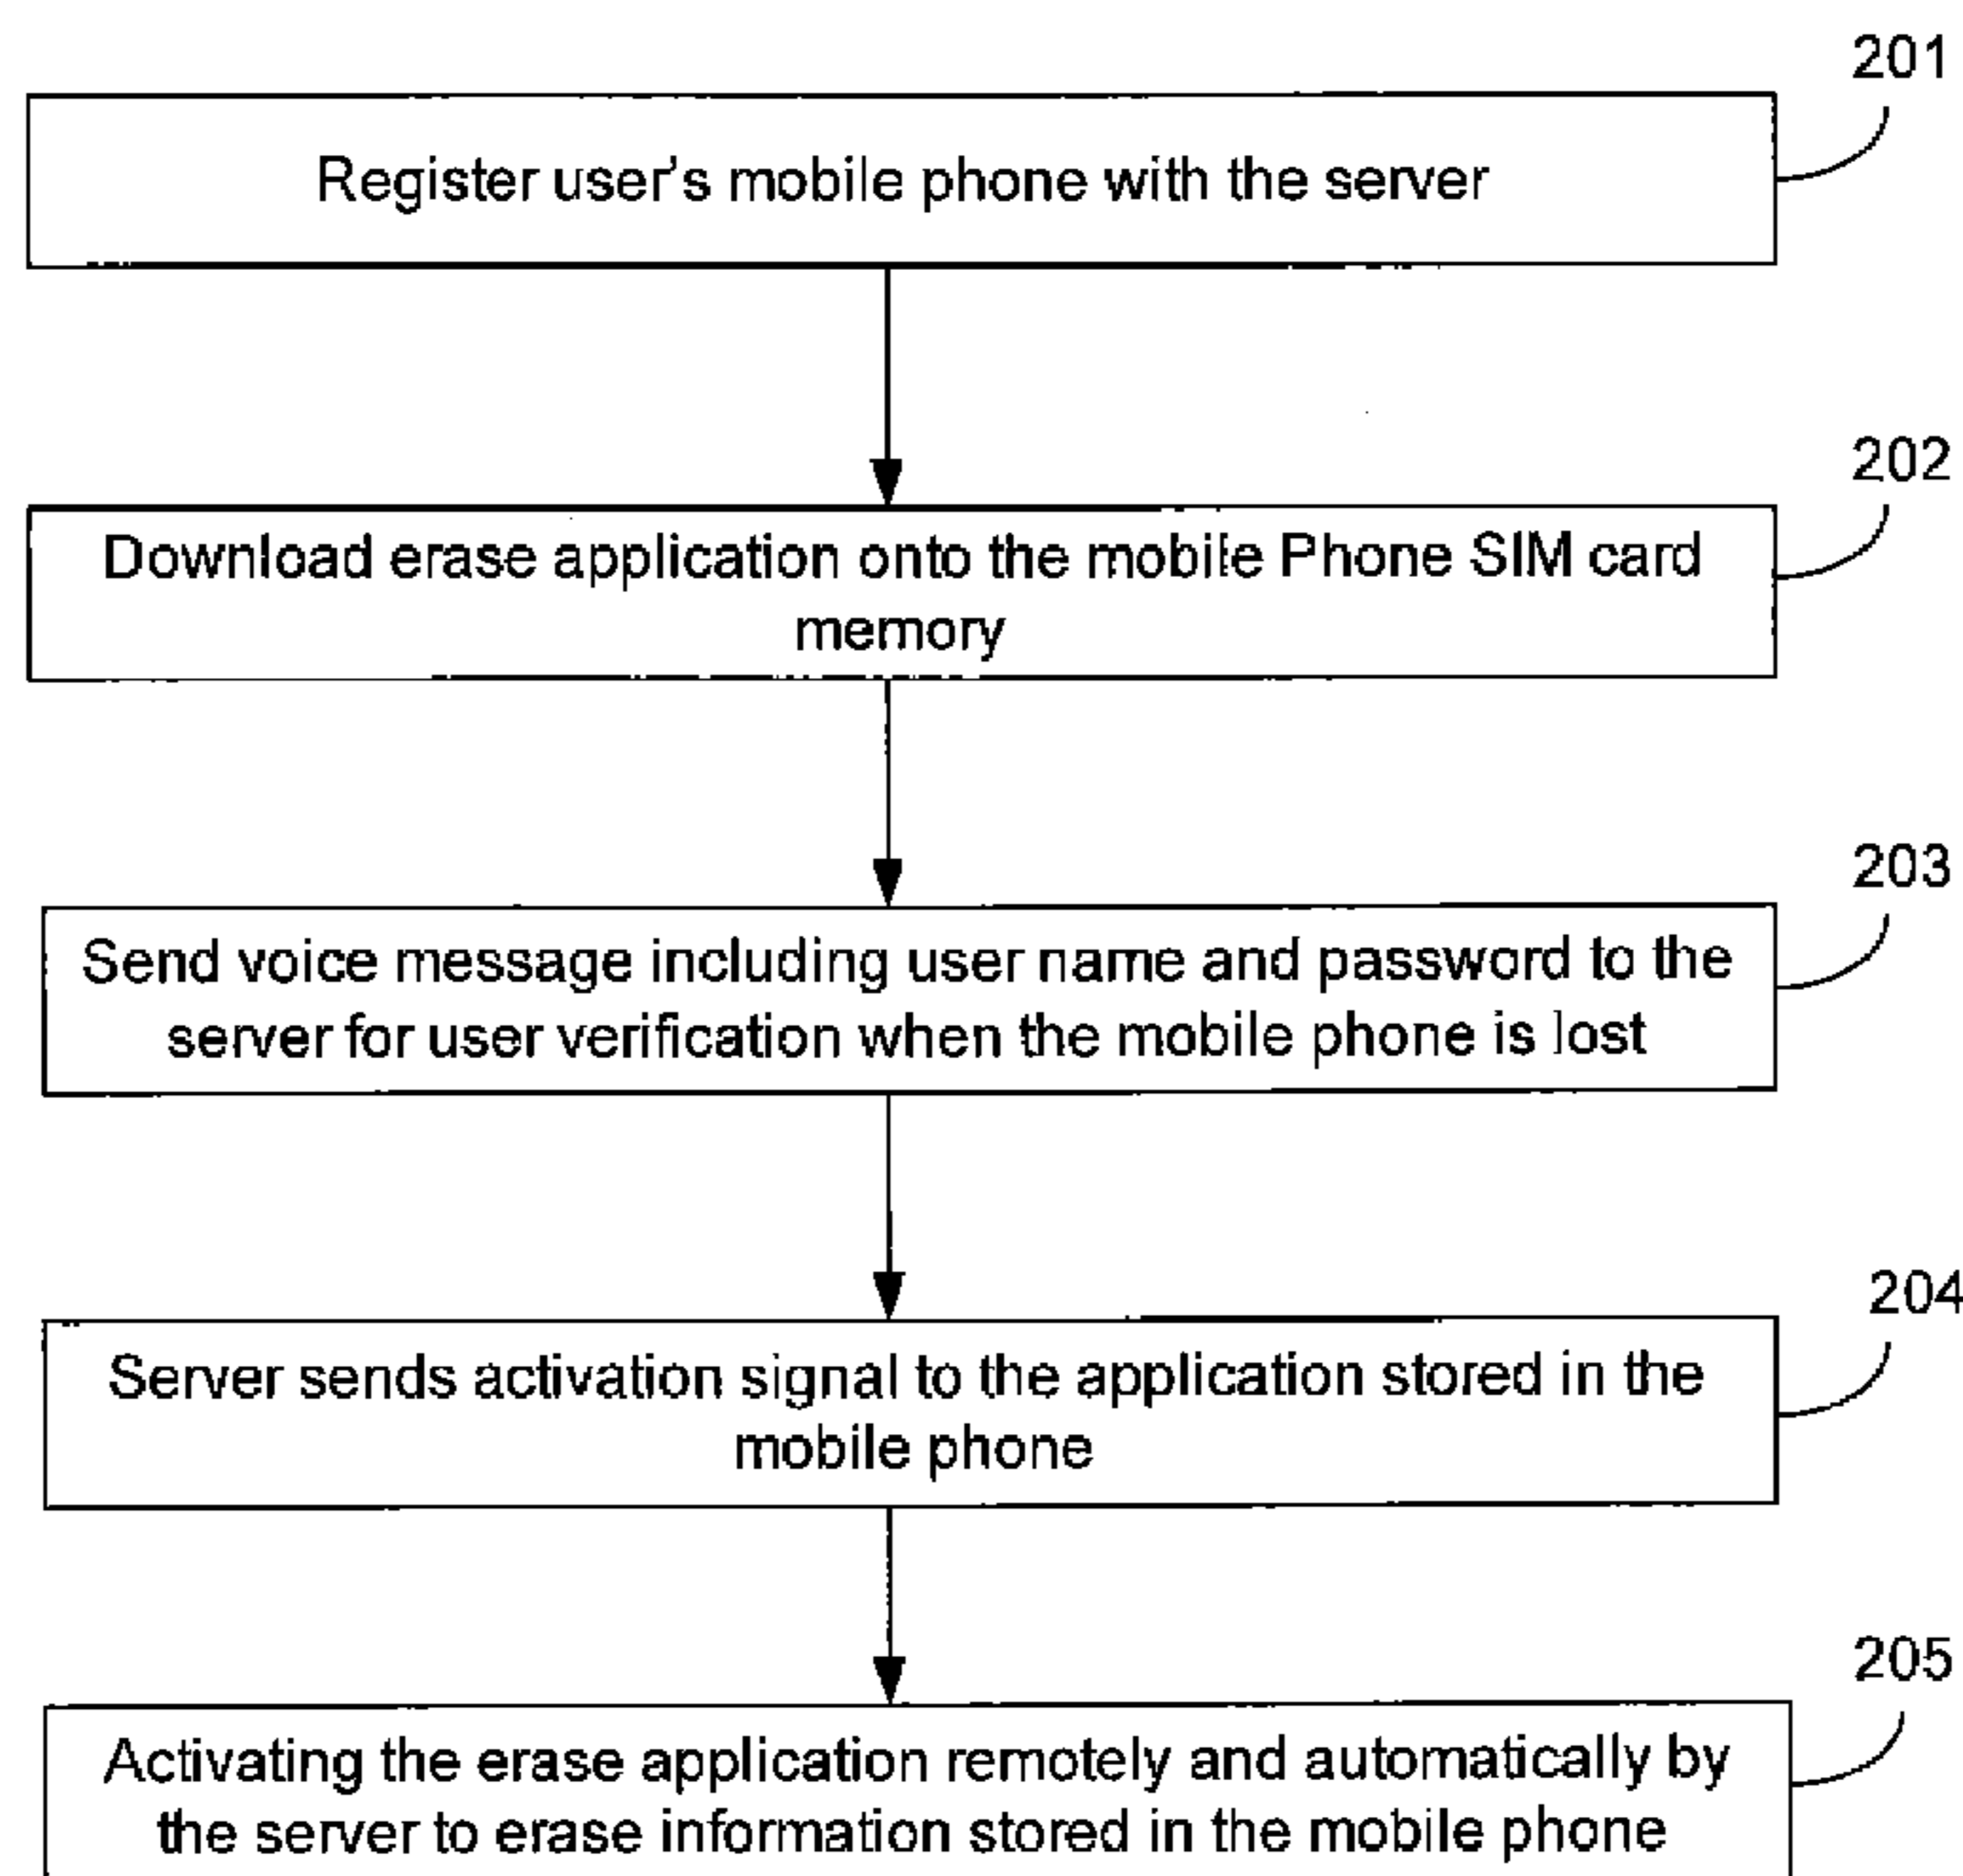 201
Register user's mobile phone with the server
202
Download erase application onto the mobile Phone SIM card
memory
203
Send voice message including user name and password to the
server for user verification when the mobile phone is lost
204
Server sends activation signal to the application stored in the
mobile phone
205
Activating the erase application remotely and automatically by
the server to erase information stored in the mobile phone